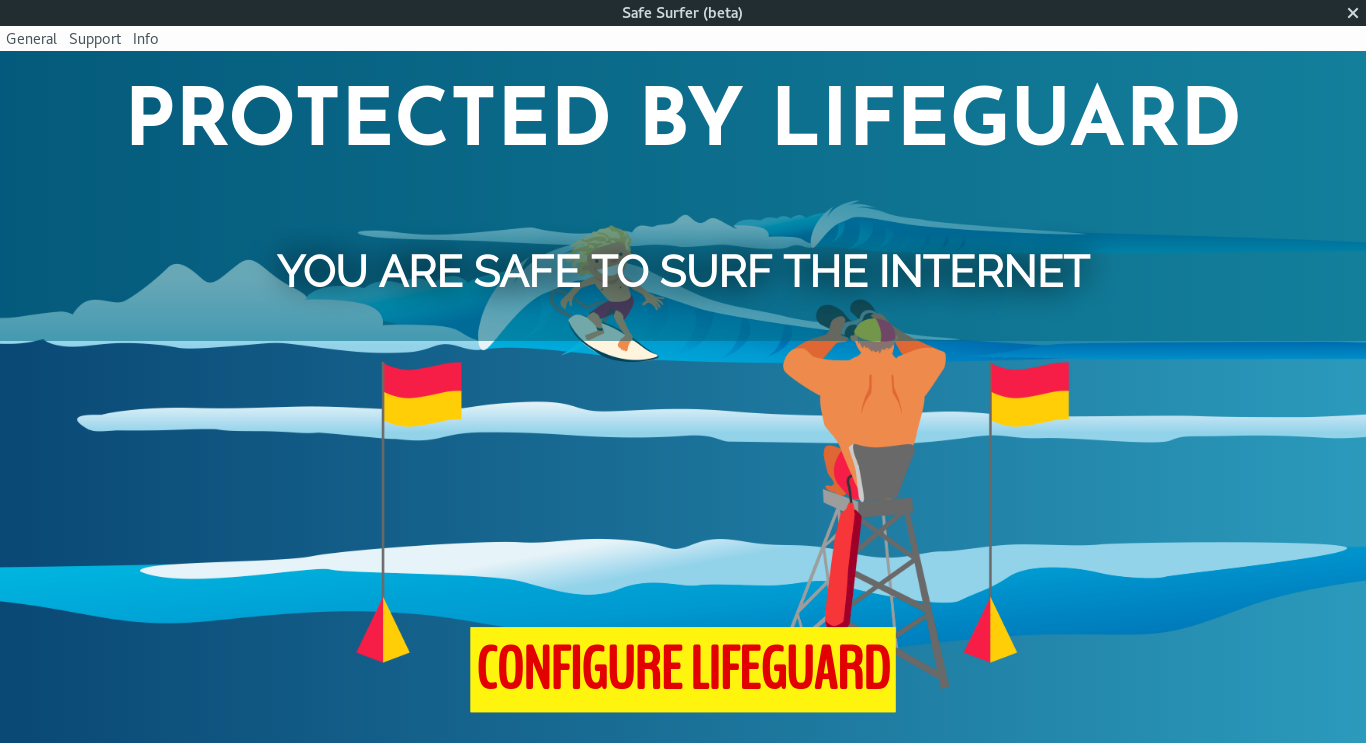 Safe Surfer (beta)
General Support Info
PROTECTED BY LIFEGUARD
YOU ARE SAFE TO SURF THE INTERNET
CONFIGURE LIFEGUARD